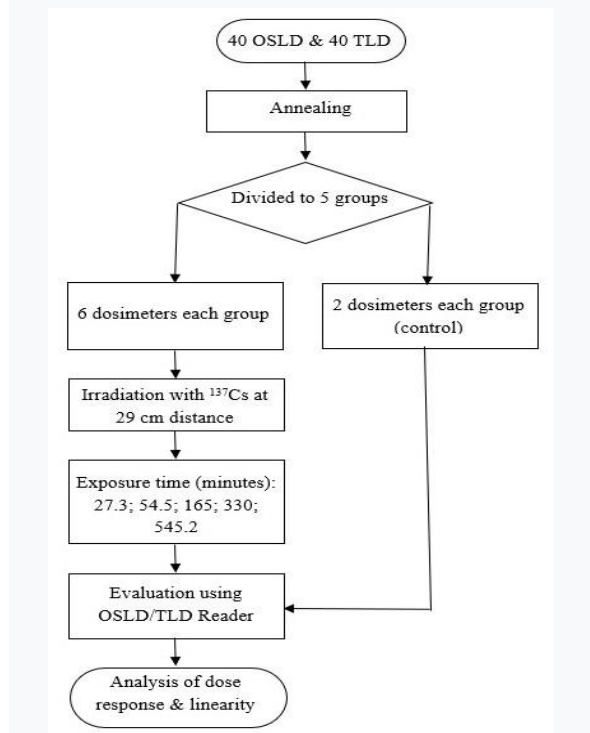 40 OSLD & 40 TLD
Annealing
Divided to 5 groups
6 dosimeters each group
2 dosimeters each group
(control)
Irradiation with ¹³⁷Cs at
29 cm distance
Exposure time (minutes):
27.3; 54.5; 165; 330;
545.2
Evaluation using
OSLD/TLD Reader
Analysis of dose
response & linearity